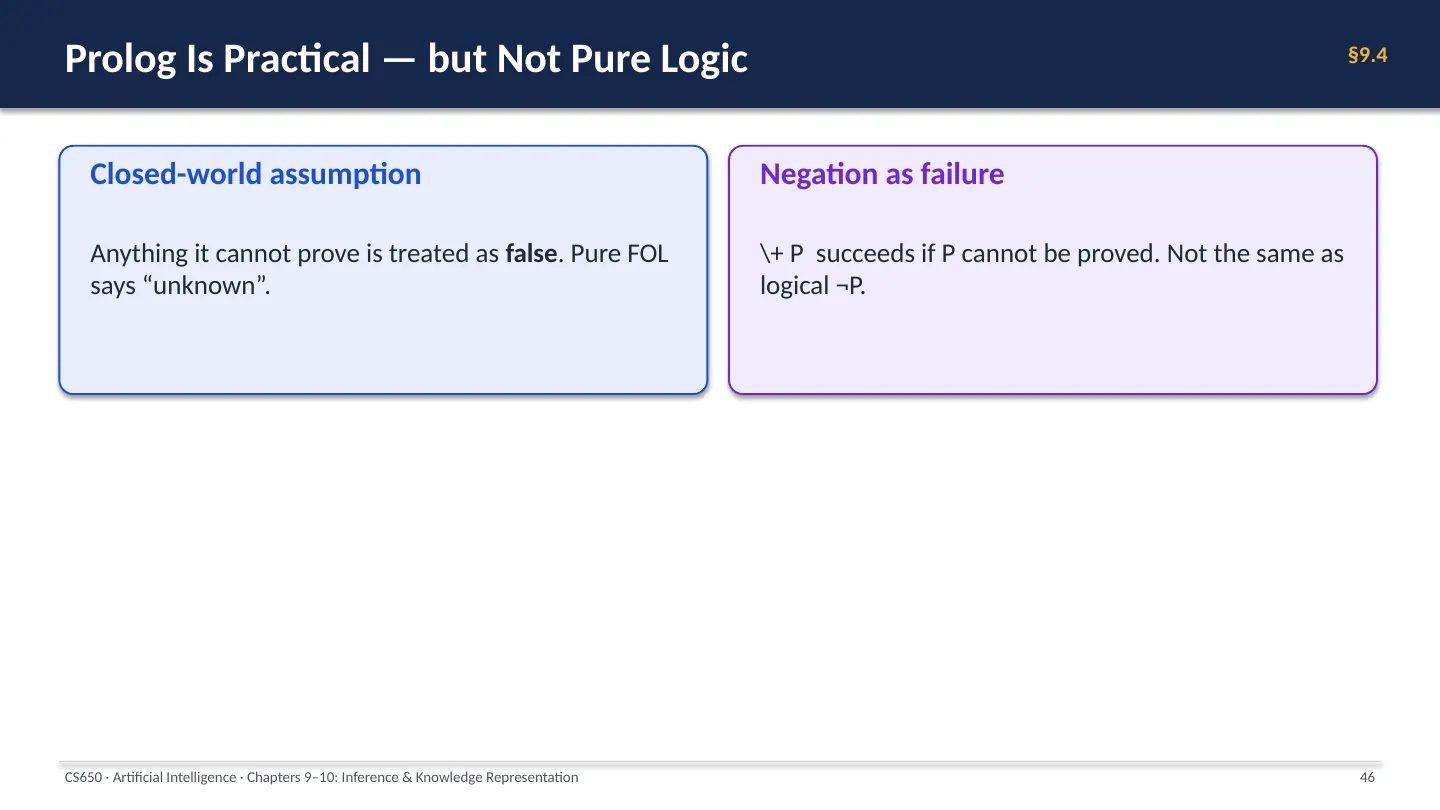 Prolog Is Practical — but Not Pure Logic
§9.4
Closed-world assumption
Anything it cannot prove is treated as false. Pure FOL
says “unknown”.
Negation as failure
\+ P  succeeds if P cannot be proved. Not the same as
logical ¬P.
CS650 · Artificial Intelligence · Chapters 9–10: Inference & Knowledge Representation
46